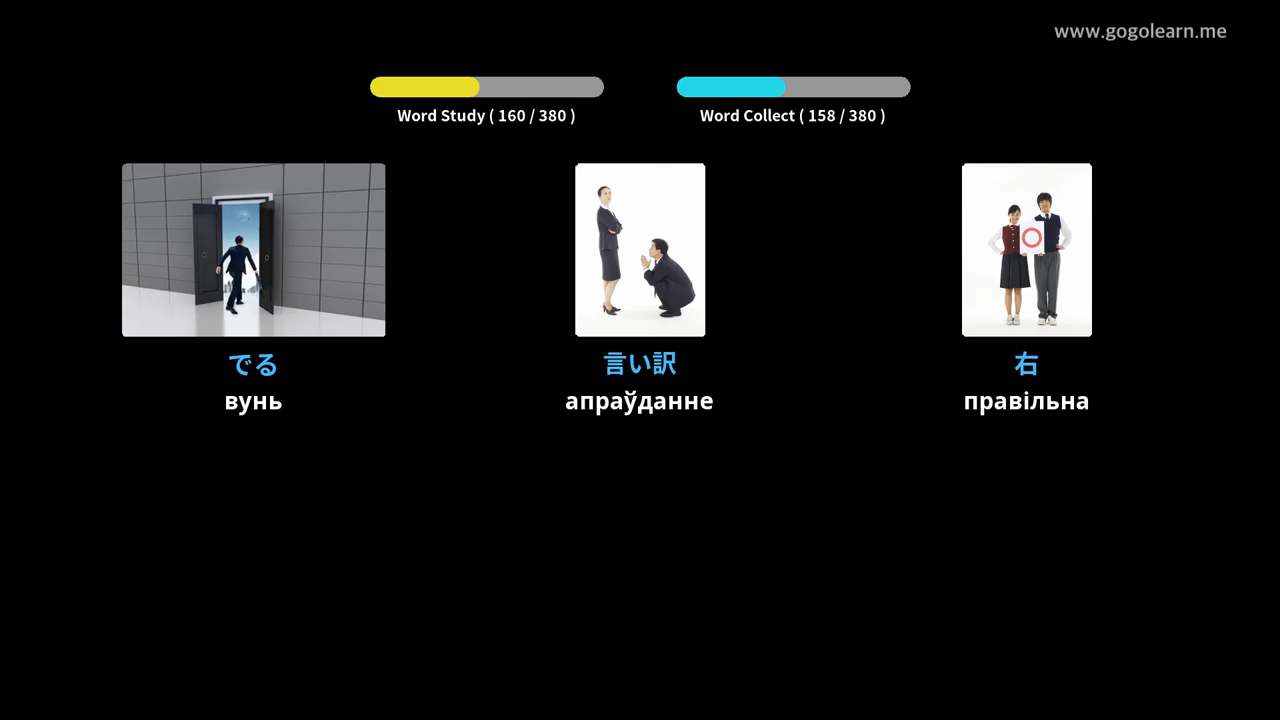 www.gogolearn.me
Word Study ( 160 / 380 )
Word Collect ( 158 / 380 )
でる
вунь
言い訳
апраўданне
右
правільна